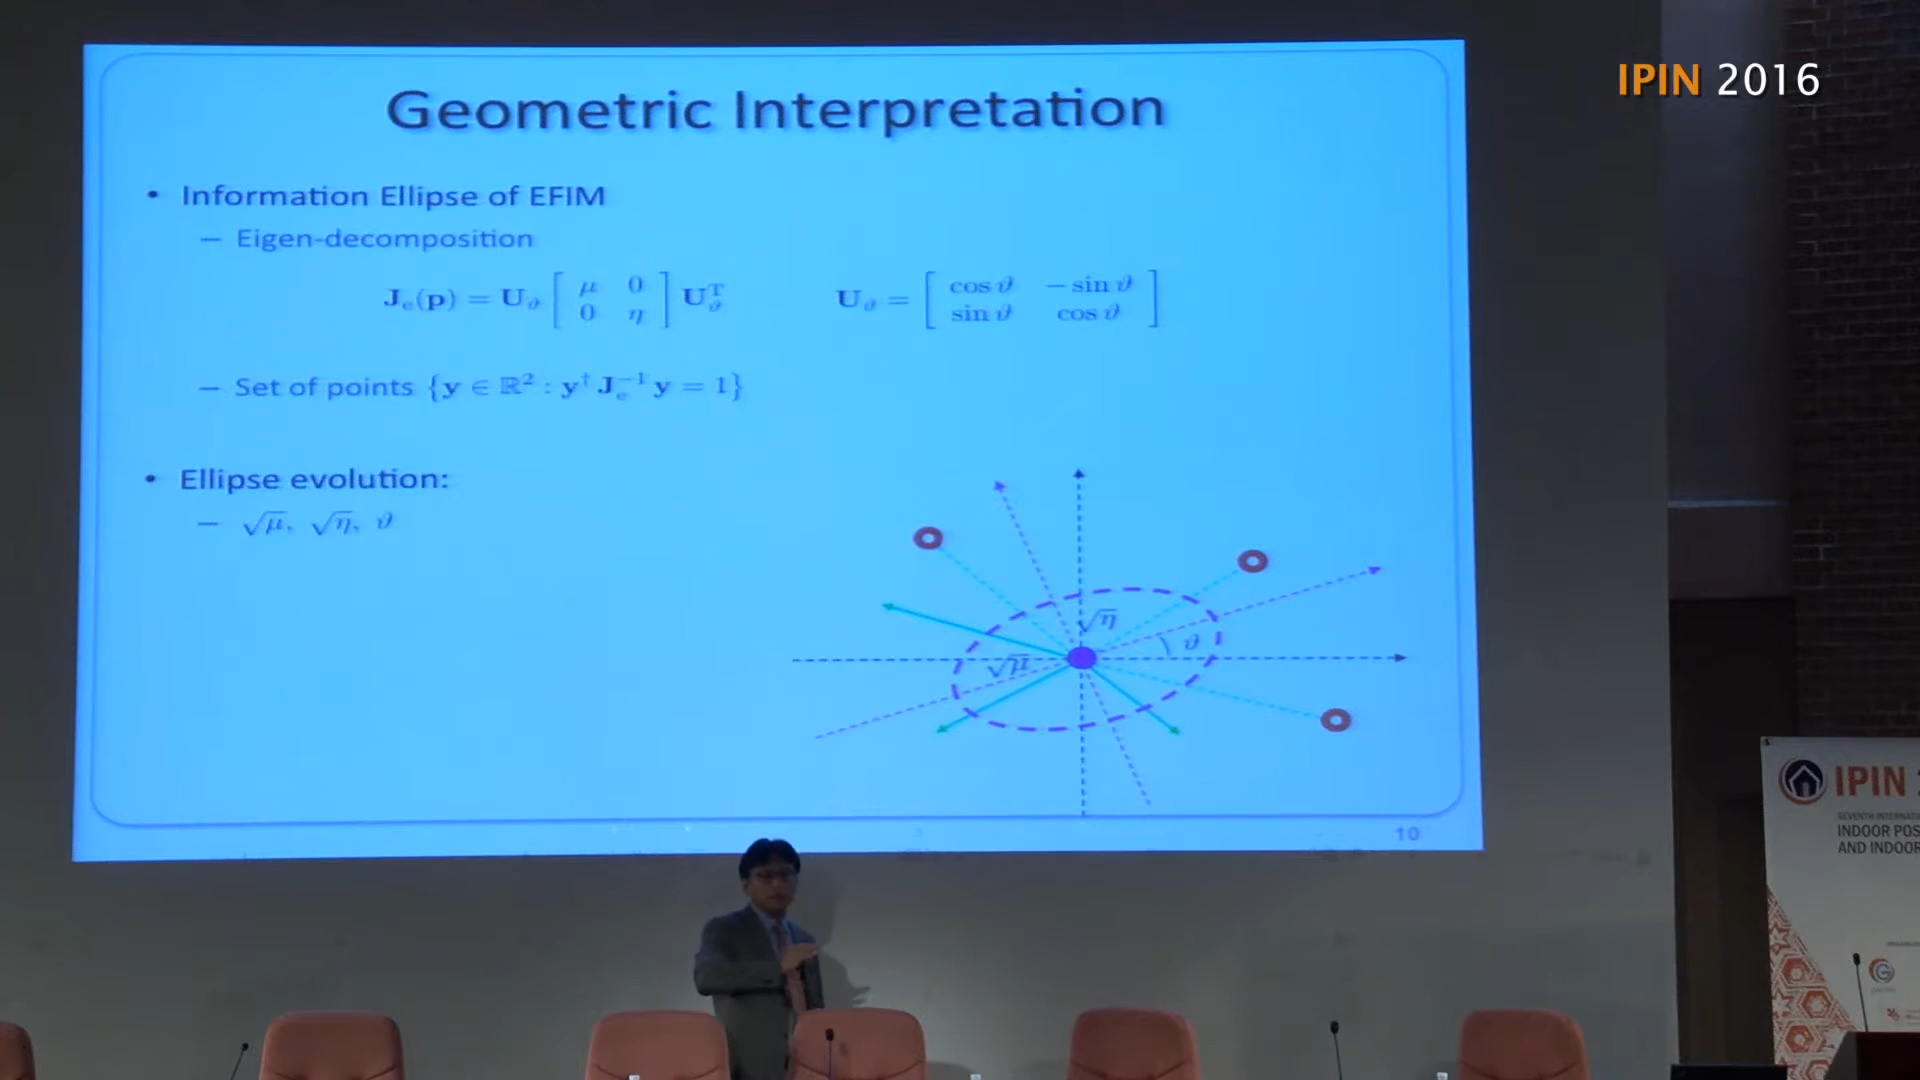 IPIN 2016
Geometric Interpretation
• Information Ellipse of EFIM
– Eigen-decomposition
J_e(p) = U_ϑ [ μ 0 ; 0 η ] U_ϑ^T    U_ϑ = [ cos ϑ − sin ϑ ; sin ϑ cos ϑ ]
– Set of points {y ∈ ℝ² : y† J_e^{-1} y = 1}
• Ellipse evolution:
– √μ, √η, ϑ
√η
ϑ
√μ
10
IPIN
SEVENTH
INDOOR POS
AND INDOOR